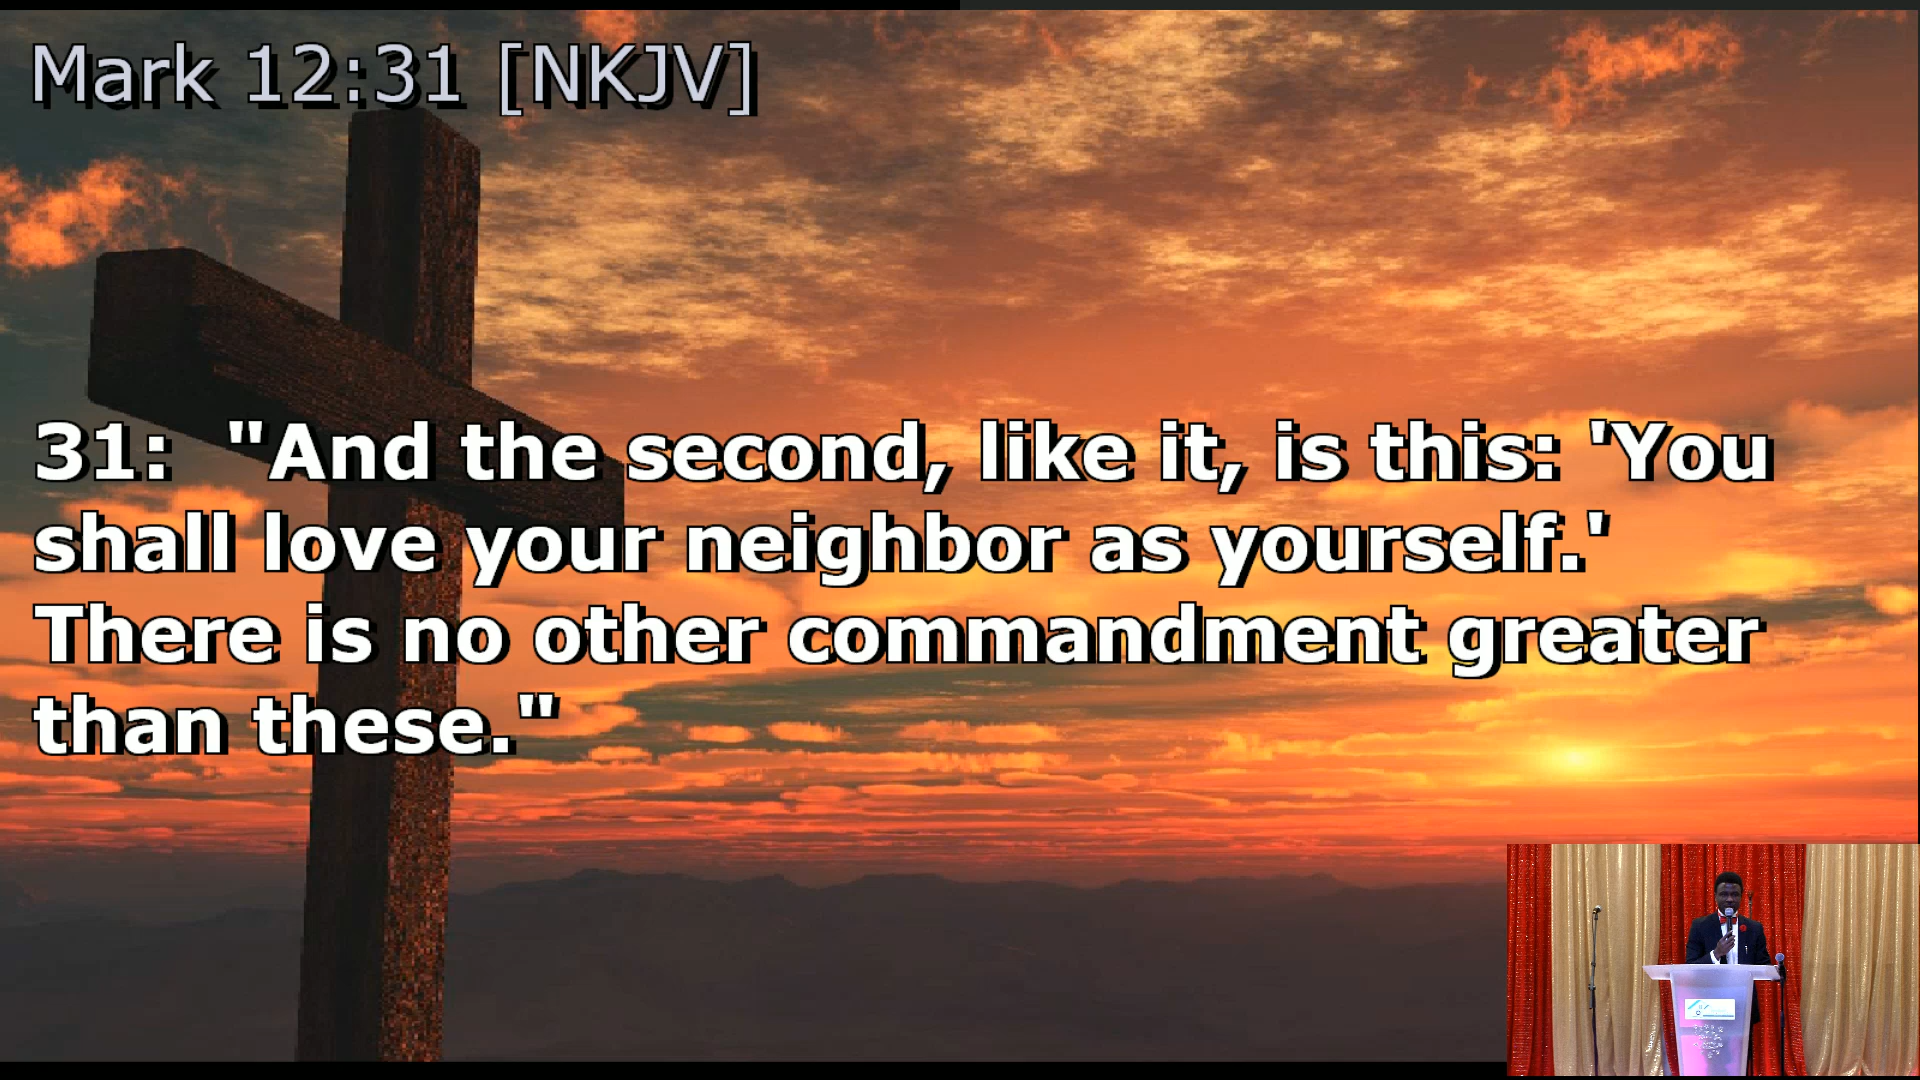 Mark 12:31 [NKJV]
31:  "And the second, like it, is this: 'You
shall love your neighbor as yourself.'
There is no other commandment greater
than these."